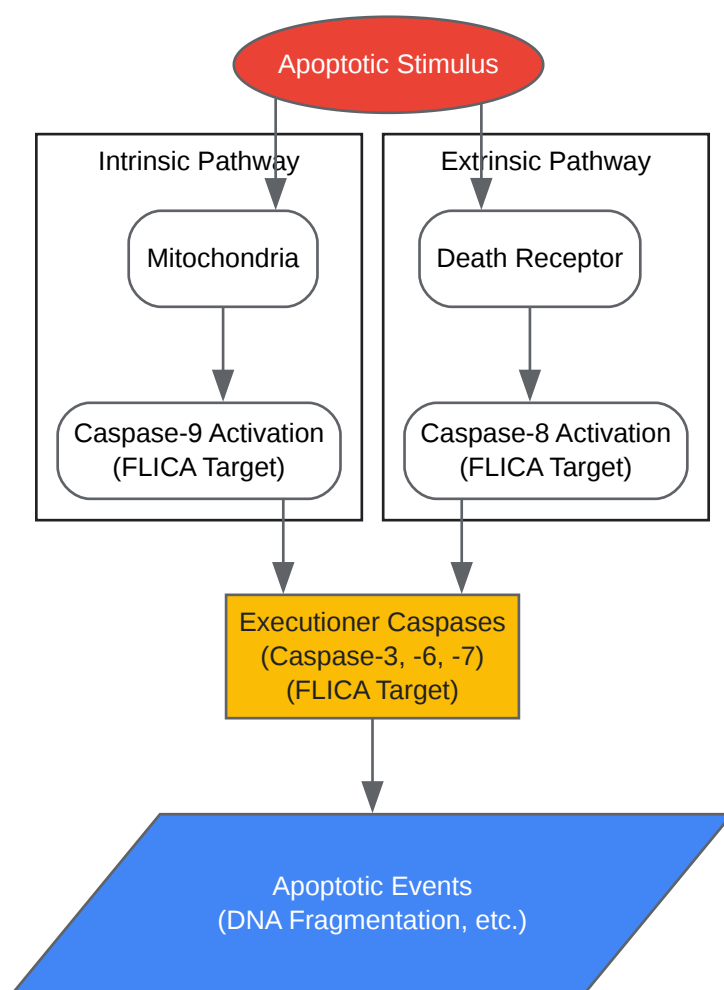 Apoptotic Stimulus
Intrinsic Pathway
Extrinsic Pathway
Mitochondria
Death Receptor
Caspase-9 Activation
(FLICA Target)
Caspase-8 Activation
(FLICA Target)
Executioner Caspases
(Caspase-3, -6, -7)
(FLICA Target)
Apoptotic Events
(DNA Fragmentation, etc.)